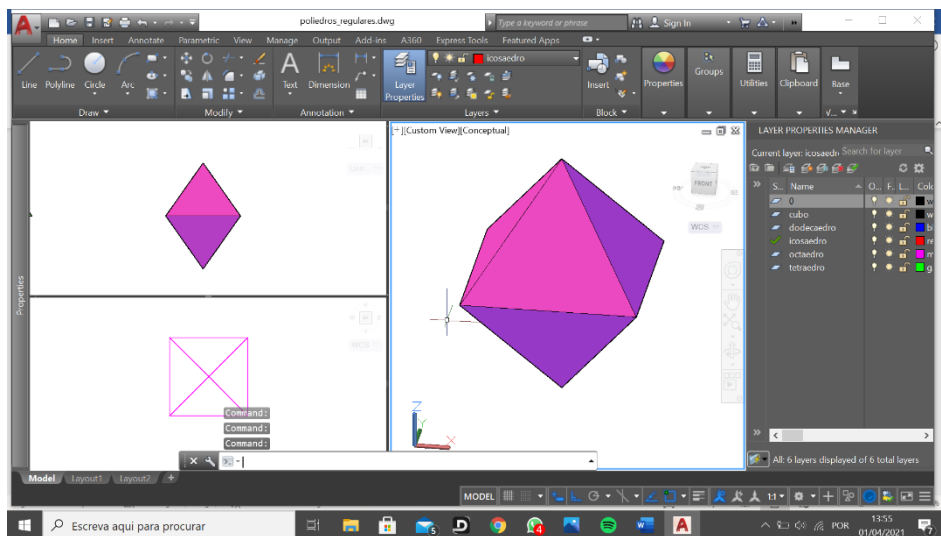 poliedros_regulares.dwg
Type a keyword or phrase
Sign In
Home Insert Annotate Parametric View Manage Output Add-ins A360 Express Tools Featured Apps
icosaedro
Line Polyline Circle Arc
Text Dimension
Layer Properties
Insert
Properties
Groups
Utilities
Clipboard
Base
Draw
Modify
Annotation
Layers
Block
[+][Custom View][Conceptual]
FRONT
WCS
WCS
Properties
LAYER PROPERTIES MANAGER
Current layer: icosaedr
Search for layer
S... Name O... F. L... Colo
0 w
cubo w
dodecaedro bl
icosaedro re
octaedro m
tetraedro g
Z
Y
X
Command:
Command:
Command:
All: 6 layers displayed of 6 total layers
Model Layout1 Layout2 +
MODEL
1:1
Escreva aqui para procurar
POR
13:55
01/04/2021